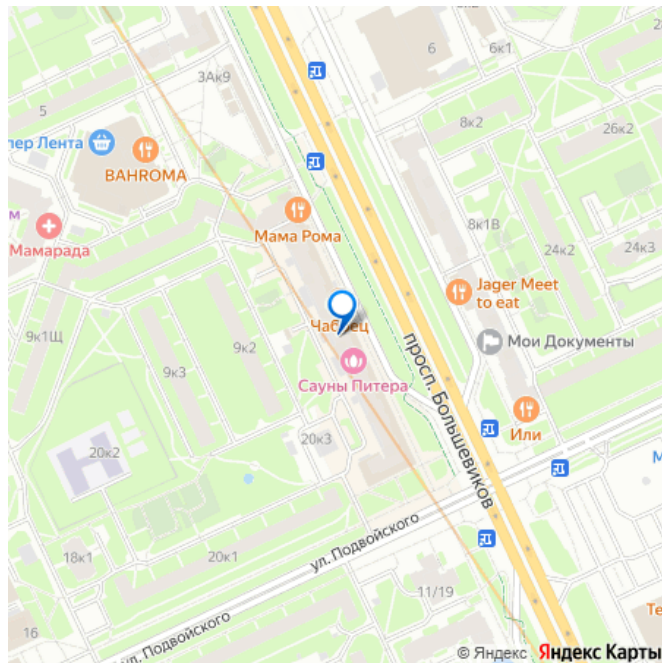 6
6к1
3Ак9
5
8к2
26к2
пер Лента
BAHROMA
м
Мамарада
Мама Рома
8к1В
24к2
24к3
Jager Meet
to eat
Мои Документы
9к1Щ
9к2
9к3
Сауны Питера
просп. Большевиков
Или
20к3
20к2
М
ул. Подвойского
18к1
20к1
11/19
16
ул. Подвойского
Те
© Яндекс Яндекс Карты